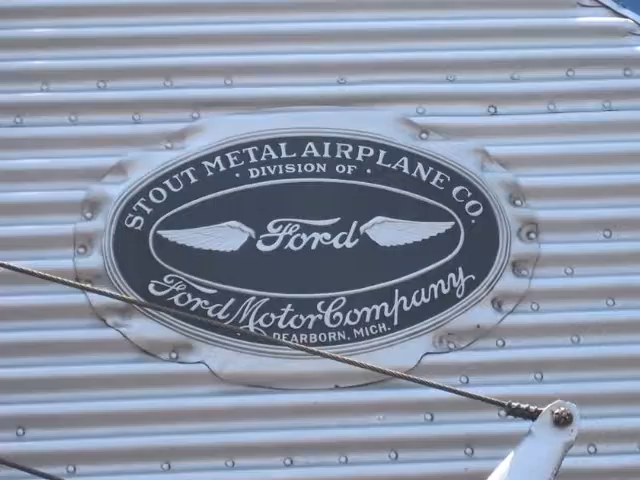 STOUT METAL AIRPLANE CO.
· DIVISION OF ·
Ford
Ford Motor Company
DEARBORN, MICH.